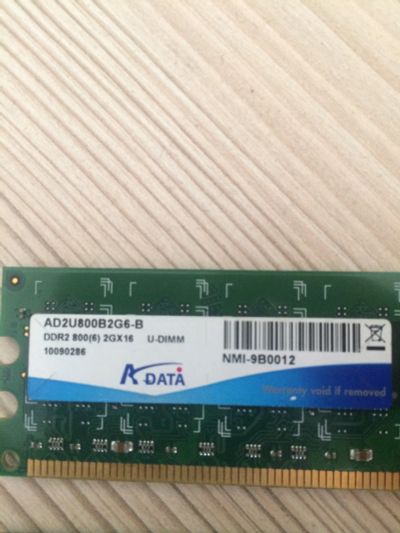 AD2U800B2G6-B
DDR2 800(6) 2GX16 U-DIMM
10090286
NMI-9B0012
ADATA
Warranty void if removed